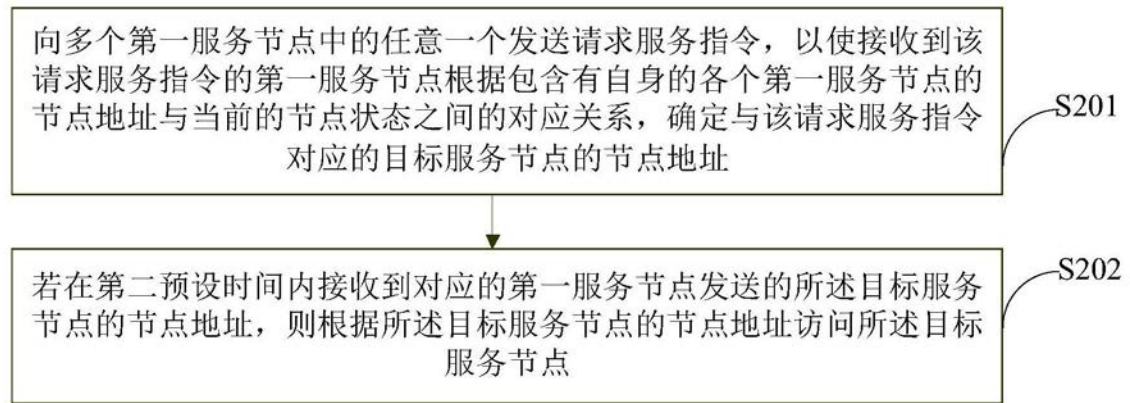 向多个第一服务节点中的任意一个发送请求服务指令，以使接收到该
请求服务指令的第一服务节点根据包含有自身的各个第一服务节点的
节点地址与当前的节点状态之间的对应关系，确定与该请求服务指令
对应的目标服务节点的节点地址
S201
若在第二预设时间内接收到对应的第一服务节点发送的所述目标服务
节点的节点地址，则根据所述目标服务节点的节点地址访问所述目标
服务节点
S202